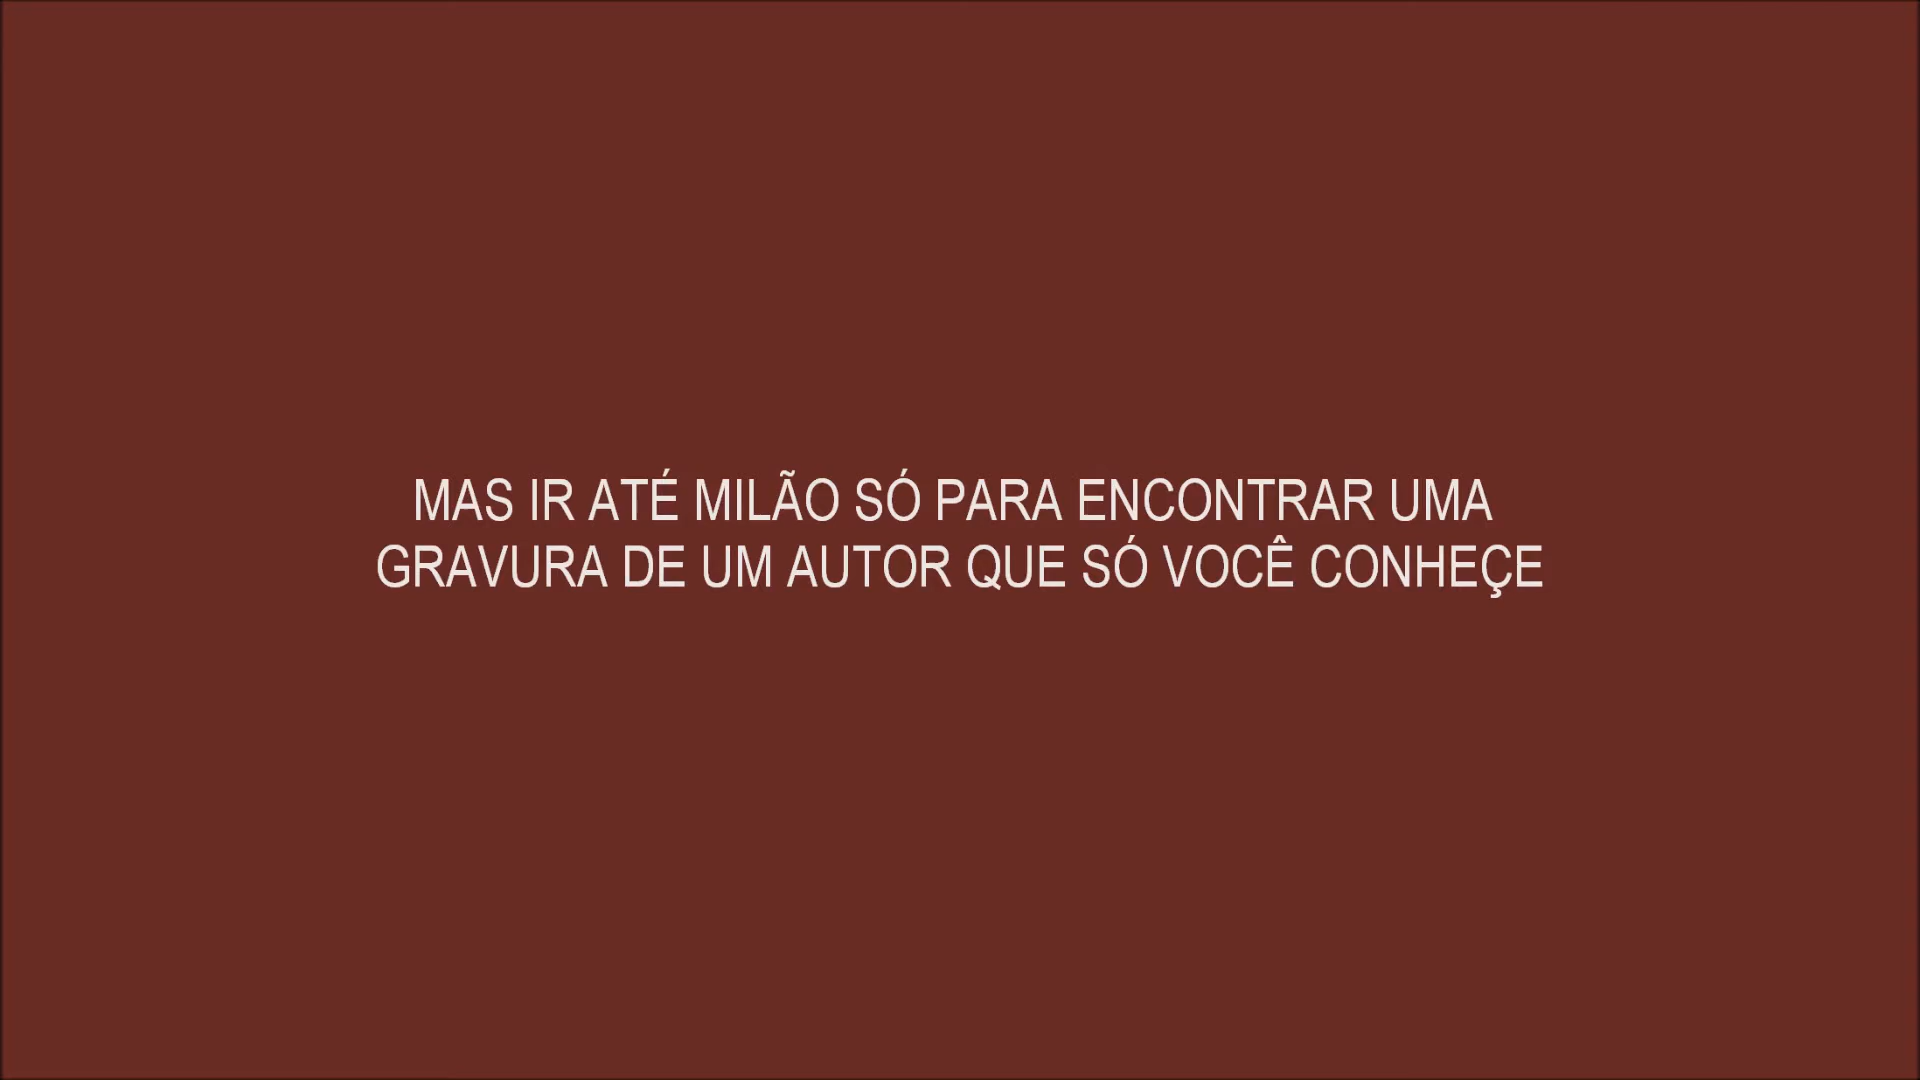 MAS IR ATÉ MILÃO SÓ PARA ENCONTRAR UMA
GRAVURA DE UM AUTOR QUE SÓ VOCÊ CONHEÇE